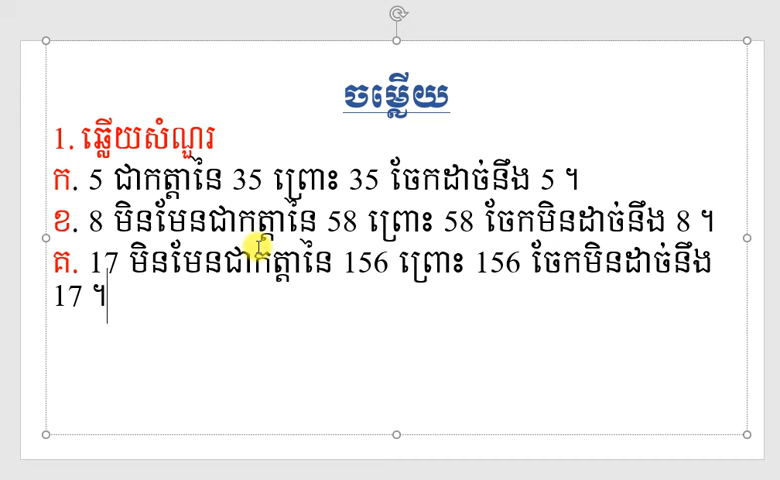 ចម្លើយ
1. ឆ្លើយសំណួរ
ក. 5 ជាកត្តានៃ 35 ព្រោះ 35 ចែកដាច់នឹង 5 ។
ខ. 8 មិនមែនជាកត្តានៃ 58 ព្រោះ 58 ចែកមិនដាច់នឹង 8 ។
គ. 17 មិនមែនជាកត្តានៃ 156 ព្រោះ 156 ចែកមិនដាច់នឹង
17 ។